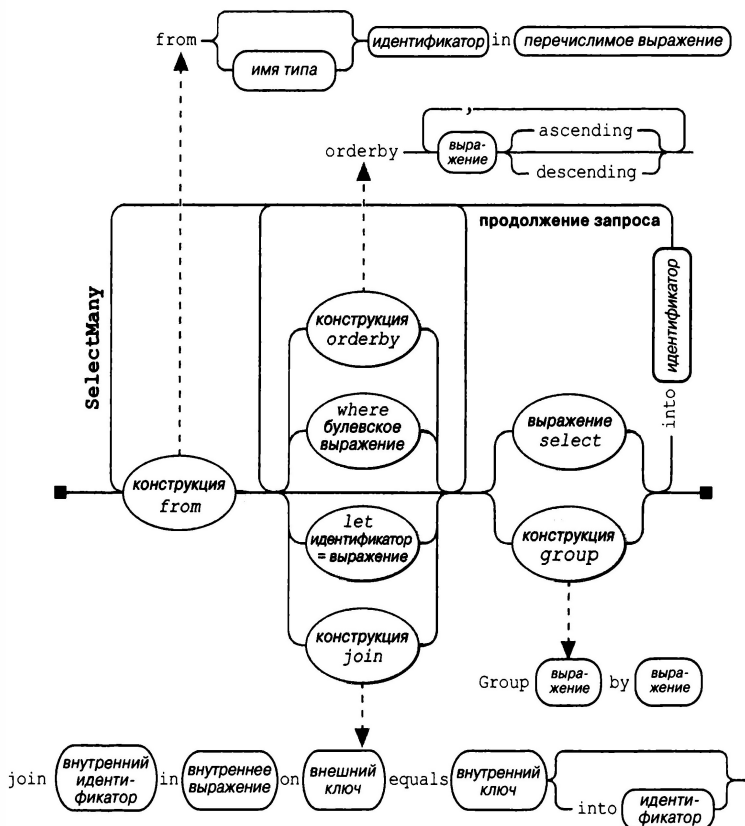 from
имя типа
идентификатор
in
перечислимое выражение
,
orderby
выра-
жение
ascending
descending
продолжение запроса
SelectMany
идентификатор
into
конструкция
orderby
where
булевское
выражение
выражение
select
конструкция
from
let
идентификатор
= выражение
конструкция
group
конструкция
join
Group
выра-
жение
by
выра-
жение
join
внутренний
иденти-
фикатор
in
внутреннее
выражение
on
внешний
ключ
equals
внутренний
ключ
into
иденти-
фикатор